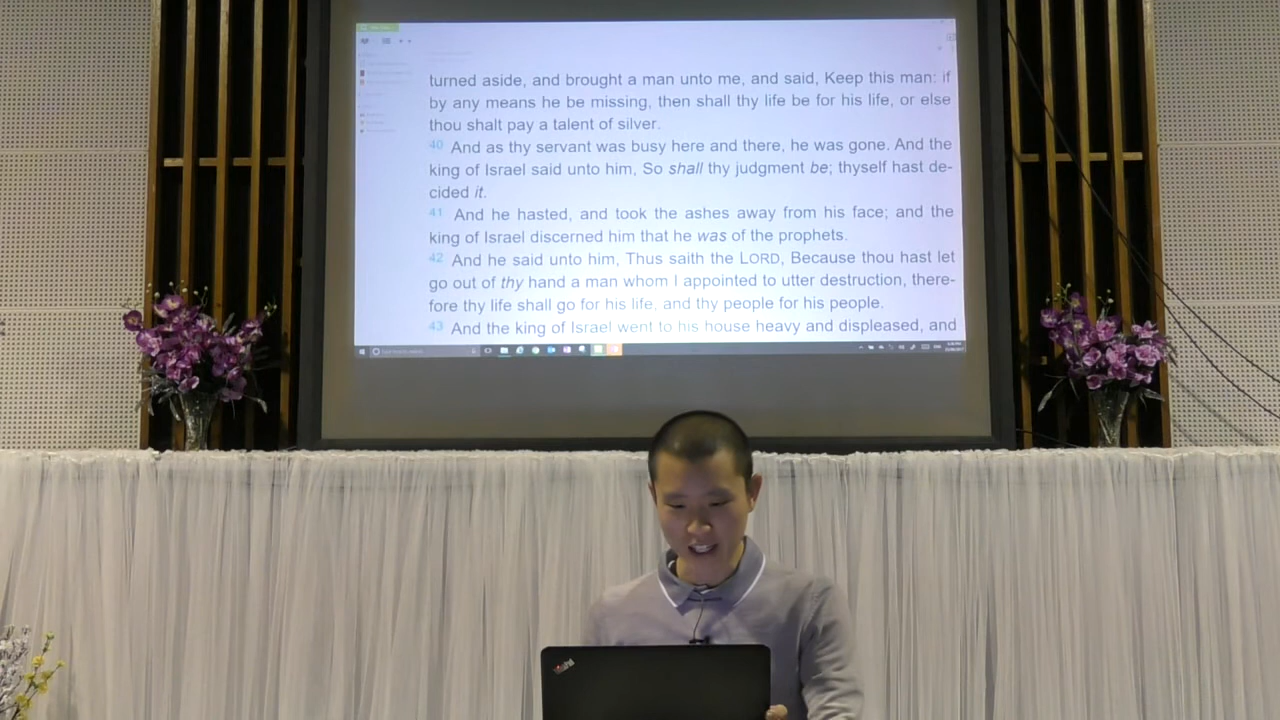 turned aside, and brought a man unto me, and said, Keep this man: if
by any means he be missing, then shall thy life be for his life, or else
thou shalt pay a talent of silver.
40 And as thy servant was busy here and there, he was gone. And the
king of Israel said unto him, So shall thy judgment be; thyself hast de-
cided it.
41 And he hasted, and took the ashes away from his face; and the
king of Israel discerned him that he was of the prophets.
42 And he said unto him, Thus saith the LORD, Because thou hast let
go out of thy hand a man whom I appointed to utter destruction, there-
fore thy life shall go for his life, and thy people for his people.
43 And the king of Israel went to his house heavy and displeased, and